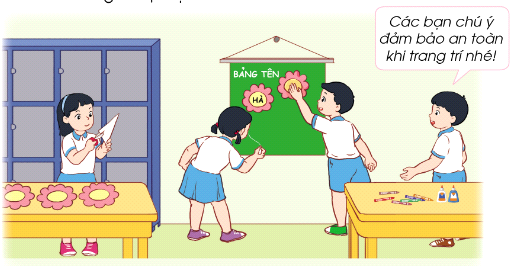 Các bạn chú ý
đảm bảo an toàn
khi trang trí nhé!
BẢNG TÊN
HÀ